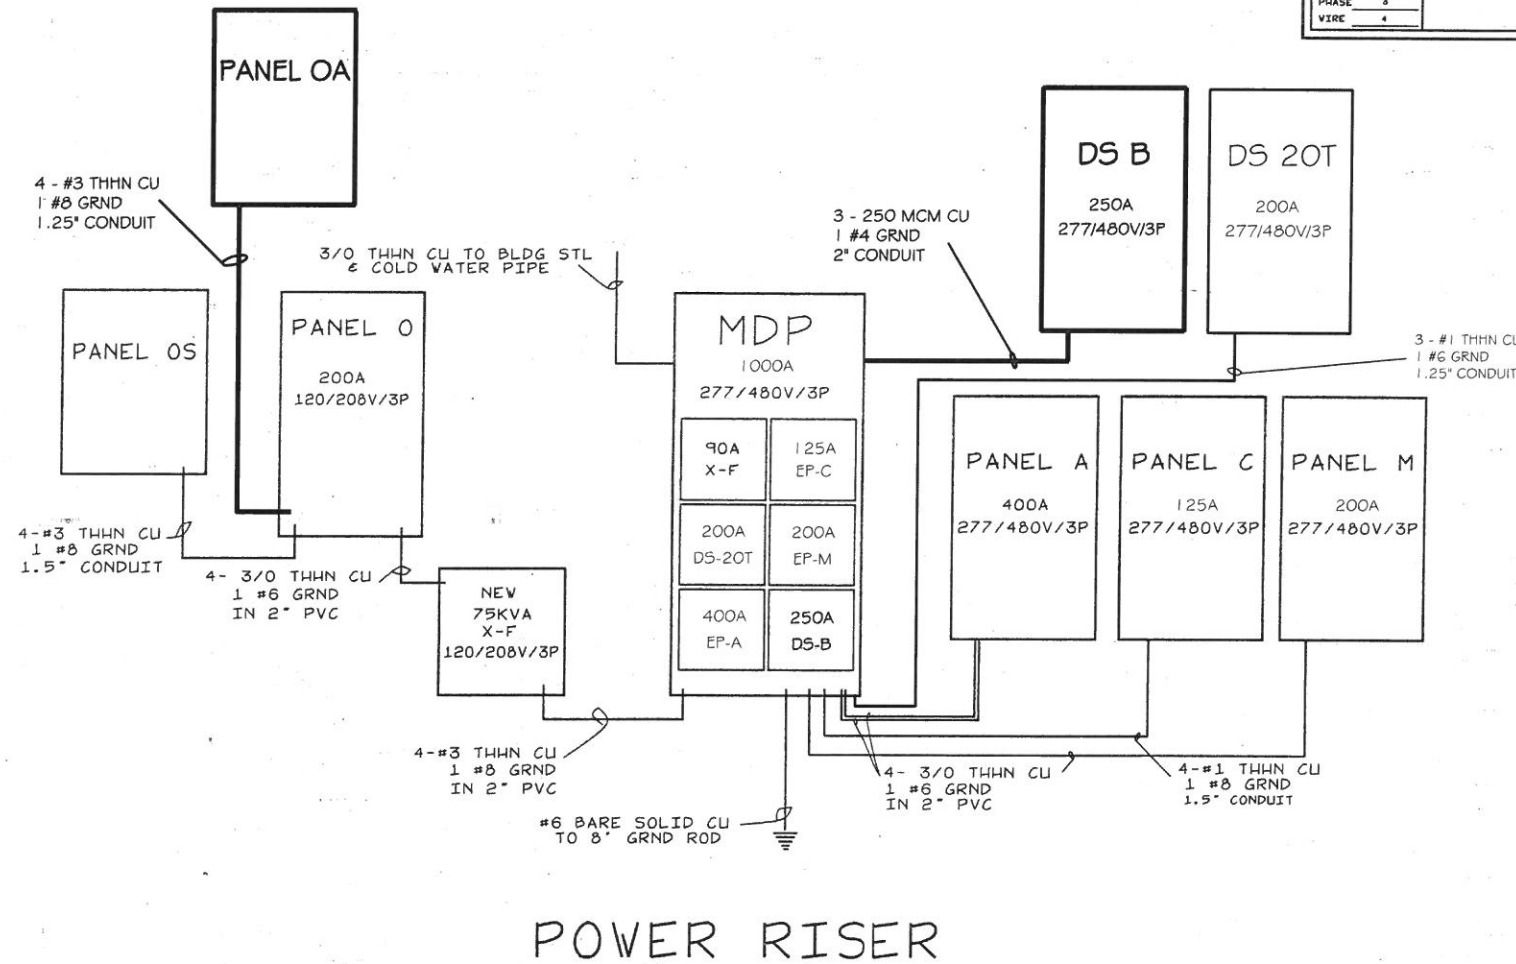 PHASE 3
WIRE 4
PANEL OA
4 - #3 THHN CU
1 #8 GRND
1.25" CONDUIT
3/0 THHN CU TO BLDG STL
& COLD WATER PIPE
PANEL OS
PANEL O
200A
120/208V/3P
4-#3 THHN CU
1 #8 GRND
1.5" CONDUIT
4- 3/0 THHN CU
1 #6 GRND
IN 2" PVC
NEW
75KVA
X-F
120/208V/3P
4-#3 THHN CU
1 #8 GRND
IN 2" PVC
MDP
1000A
277/480V/3P
90A
X-F
125A
EP-C
200A
DS-20T
200A
EP-M
400A
EP-A
250A
DS-B
#6 BARE SOLID CU
TO 8' GRND ROD
3 - 250 MCM CU
1 #4 GRND
2" CONDUIT
DS B
250A
277/480V/3P
DS 20T
200A
277/480V/3P
3 - #1 THHN CU
1 #6 GRND
1.25" CONDUIT
PANEL A
400A
277/480V/3P
PANEL C
125A
277/480V/3P
PANEL M
200A
277/480V/3P
4- 3/0 THHN CU
1 #6 GRND
IN 2" PVC
4-#1 THHN CU
1 #8 GRND
1.5" CONDUIT
POWER RISER